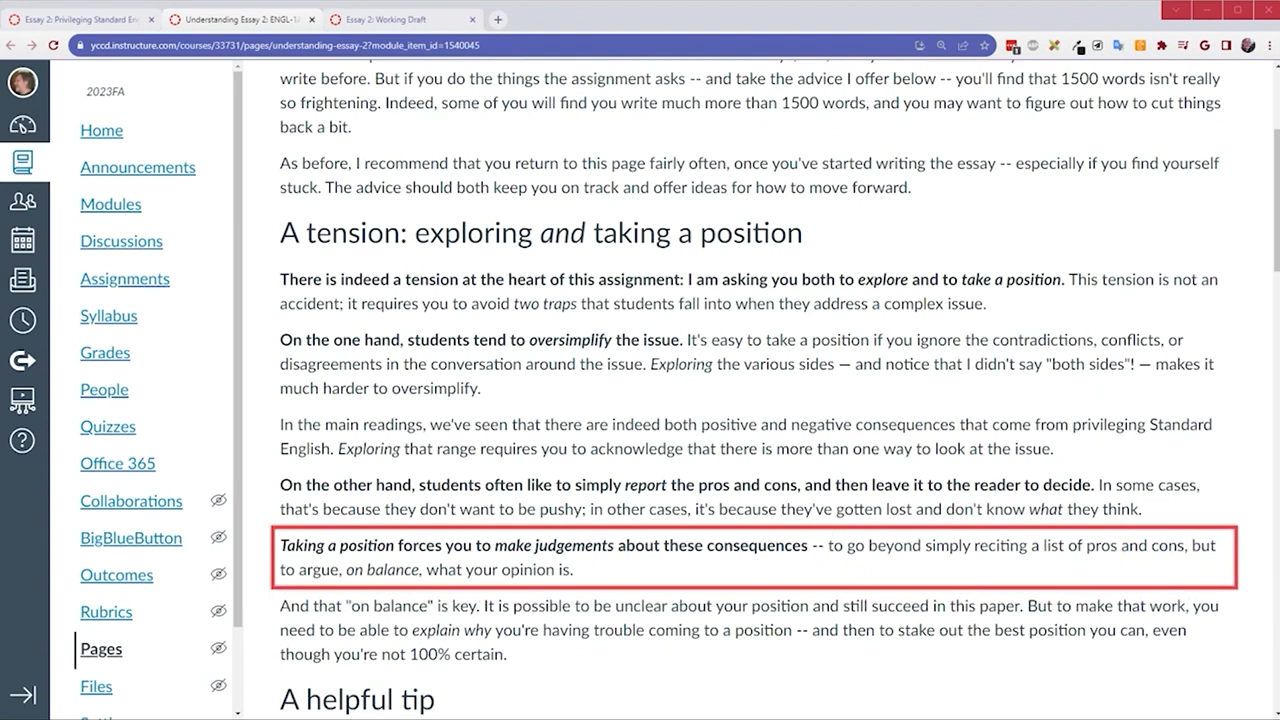 Essay 2: Privileging Standard En
Understanding Essay 2: ENGL-1A
Essay 2: Working Draft
yccd.instructure.com/courses/33731/pages/understanding-essay-2?module_item_id=1540045
2023FA
Home
Announcements
Modules
Discussions
Assignments
Syllabus
Grades
People
Quizzes
Office 365
Collaborations
BigBlueButton
Outcomes
Rubrics
Pages
Files
write before. But if you do the things the assignment asks -- and take the advice I offer below -- you'll find that 1500 words isn't really
so frightening. Indeed, some of you will find you write much more than 1500 words, and you may want to figure out how to cut things
back a bit.
As before, I recommend that you return to this page fairly often, once you've started writing the essay -- especially if you find yourself
stuck. The advice should both keep you on track and offer ideas for how to move forward.
A tension: exploring and taking a position
There is indeed a tension at the heart of this assignment: I am asking you both to explore and to take a position. This tension is not an
accident; it requires you to avoid two traps that students fall into when they address a complex issue.
On the one hand, students tend to oversimplify the issue. It's easy to take a position if you ignore the contradictions, conflicts, or
disagreements in the conversation around the issue. Exploring the various sides — and notice that I didn't say "both sides"! — makes it
much harder to oversimplify.
In the main readings, we've seen that there are indeed both positive and negative consequences that come from privileging Standard
English. Exploring that range requires you to acknowledge that there is more than one way to look at the issue.
On the other hand, students often like to simply report the pros and cons, and then leave it to the reader to decide. In some cases,
that's because they don't want to be pushy; in other cases, it's because they've gotten lost and don't know what they think.
Taking a position forces you to make judgements about these consequences -- to go beyond simply reciting a list of pros and cons, but
to argue, on balance, what your opinion is.
And that "on balance" is key. It is possible to be unclear about your position and still succeed in this paper. But to make that work, you
need to be able to explain why you're having trouble coming to a position -- and then to stake out the best position you can, even
though you're not 100% certain.
A helpful tip